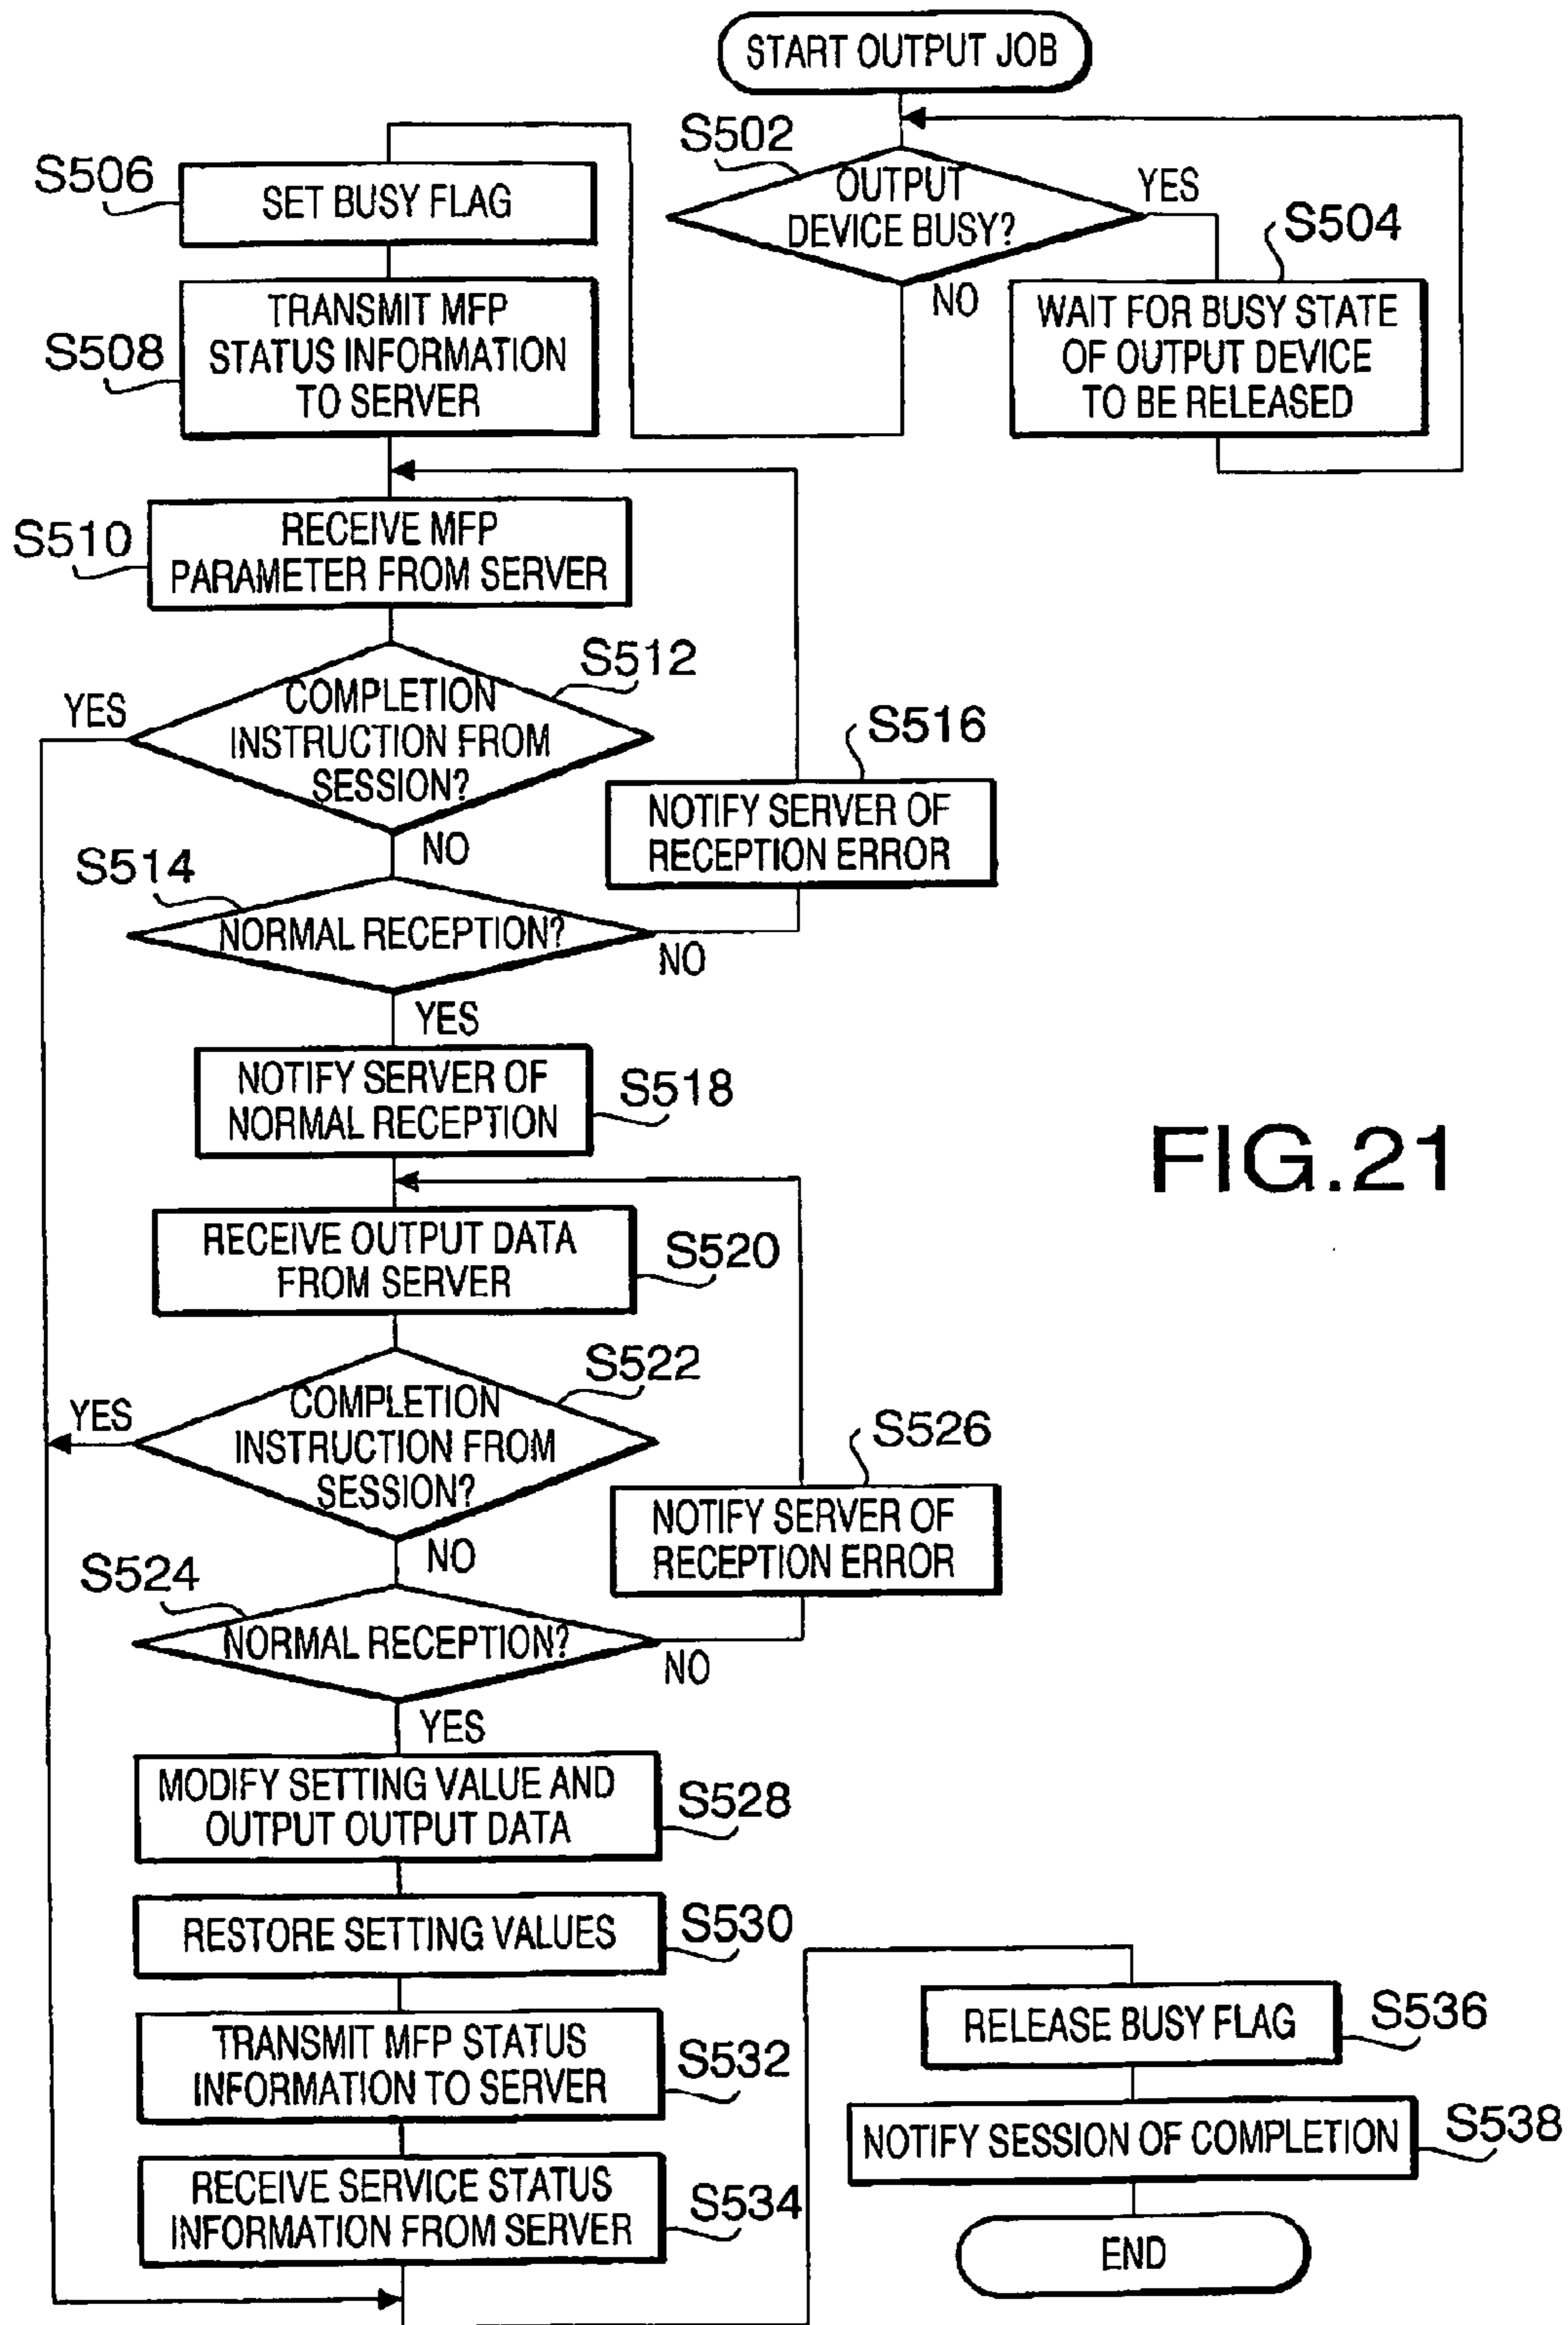 START OUTPUT JOB
S502
OUTPUT
DEVICE BUSY?
YES
NO
S504
WAIT FOR BUSY STATE
OF OUTPUT DEVICE
TO BE RELEASED
S506
SET BUSY FLAG
S508
TRANSMIT MFP
STATUS INFORMATION
TO SERVER
S510
RECEIVE MFP
PARAMETER FROM SERVER
S512
COMPLETION
INSTRUCTION FROM
SESSION?
YES
NO
S514
NORMAL RECEPTION?
NO
YES
S516
NOTIFY SERVER OF
RECEPTION ERROR
NOTIFY SERVER OF
NORMAL RECEPTION
S518
FIG.21
RECEIVE OUTPUT DATA
FROM SERVER
S520
S522
COMPLETION
INSTRUCTION FROM
SESSION?
YES
NO
S524
NORMAL RECEPTION?
NO
YES
S526
NOTIFY SERVER OF
RECEPTION ERROR
MODIFY SETTING VALUE AND
OUTPUT OUTPUT DATA
S528
RESTORE SETTING VALUES
S530
TRANSMIT MFP STATUS
INFORMATION TO SERVER
S532
RECEIVE SERVICE STATUS
INFORMATION FROM SERVER
S534
RELEASE BUSY FLAG
S536
NOTIFY SESSION OF COMPLETION
S538
END